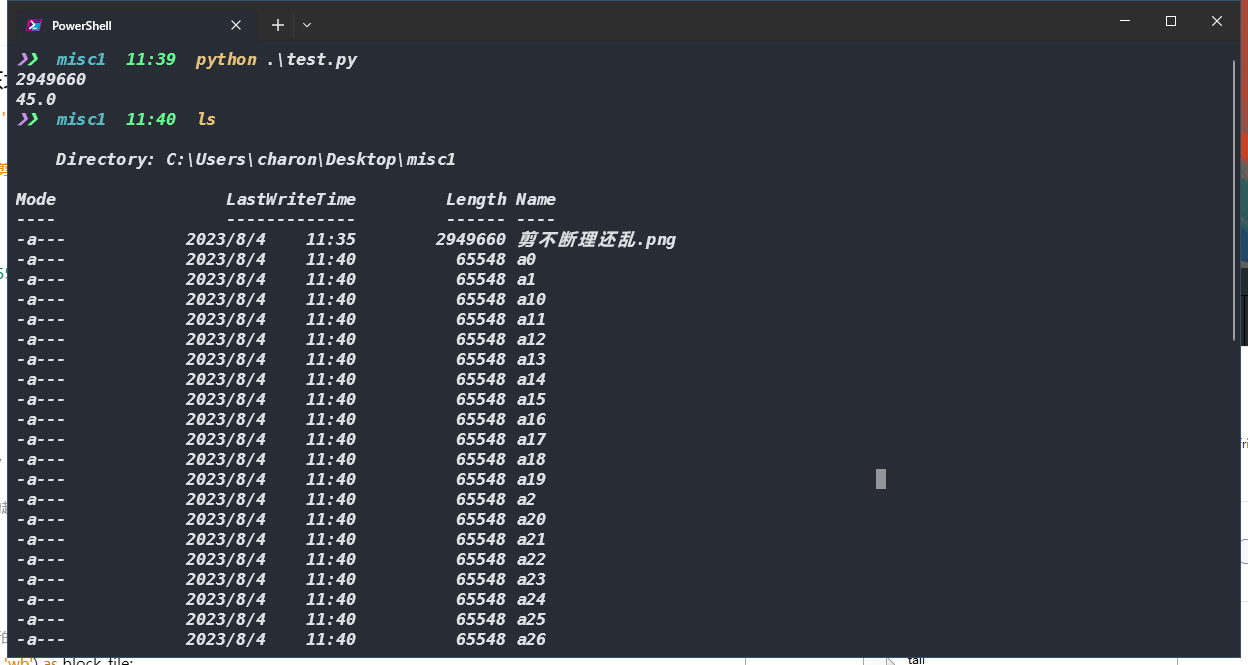 PowerShell
❯❯ misc1 11:39 python .\test.py
2949660
45.0
❯❯ misc1 11:40 ls
Directory: C:\Users\charon\Desktop\misc1
Mode LastWriteTime Length Name
---- ------------- ------ ----
-a--- 2023/8/4 11:35 2949660 剪不断理还乱.png
-a--- 2023/8/4 11:40 65548 a0
-a--- 2023/8/4 11:40 65548 a1
-a--- 2023/8/4 11:40 65548 a10
-a--- 2023/8/4 11:40 65548 a11
-a--- 2023/8/4 11:40 65548 a12
-a--- 2023/8/4 11:40 65548 a13
-a--- 2023/8/4 11:40 65548 a14
-a--- 2023/8/4 11:40 65548 a15
-a--- 2023/8/4 11:40 65548 a16
-a--- 2023/8/4 11:40 65548 a17
-a--- 2023/8/4 11:40 65548 a18
-a--- 2023/8/4 11:40 65548 a19
-a--- 2023/8/4 11:40 65548 a2
-a--- 2023/8/4 11:40 65548 a20
-a--- 2023/8/4 11:40 65548 a21
-a--- 2023/8/4 11:40 65548 a22
-a--- 2023/8/4 11:40 65548 a23
-a--- 2023/8/4 11:40 65548 a24
-a--- 2023/8/4 11:40 65548 a25
-a--- 2023/8/4 11:40 65548 a26
'wb') as block_file:
tall